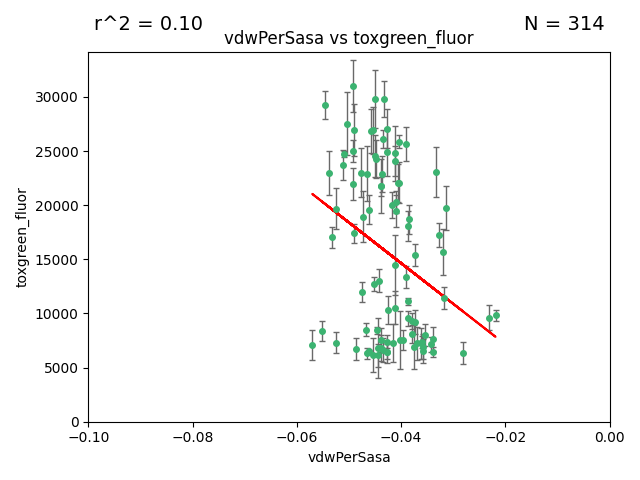 r^2 = 0.10
N = 314
vdwPerSasa vs toxgreen_fluor
toxgreen_fluor
30000
25000
20000
15000
10000
5000
0
−0.10
−0.08
−0.06
−0.04
−0.02
0.00
vdwPerSasa